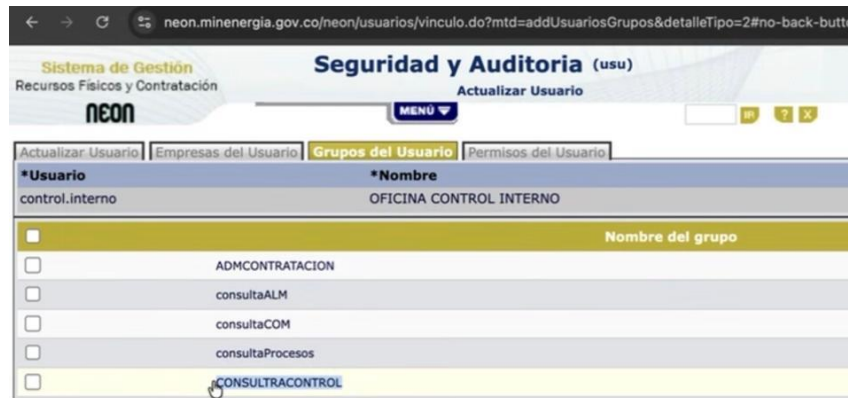 neon.minenergia.gov.co/neon/usuarios/vinculo.do?mtd=addUsuariosGrupos&detalleTipo=2#no-back-butt
Sistema de Gestión
Recursos Físicos y Contratación
neon
Seguridad y Auditoria (usu)
Actualizar Usuario
MENÚ
IR ? X
Actualizar Usuario Empresas del Usuario Grupos del Usuario Permisos del Usuario
*Usuario *Nombre
control.interno OFICINA CONTROL INTERNO
Nombre del grupo
ADMCONTRATACION
consultaALM
consultaCOM
consultaProcesos
CONSULTRACONTROL